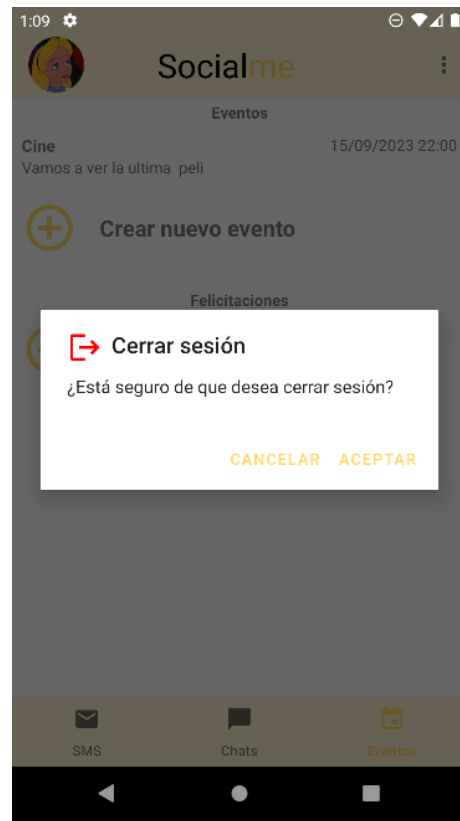 1:09
Socialme
Eventos
Cine 15/09/2023 22:00
Vamos a ver la ultima peli
Crear nuevo evento
Felicitaciones
Cerrar sesión
¿Está seguro de que desea cerrar sesión?
CANCELAR ACEPTAR
SMS Chats Eventos